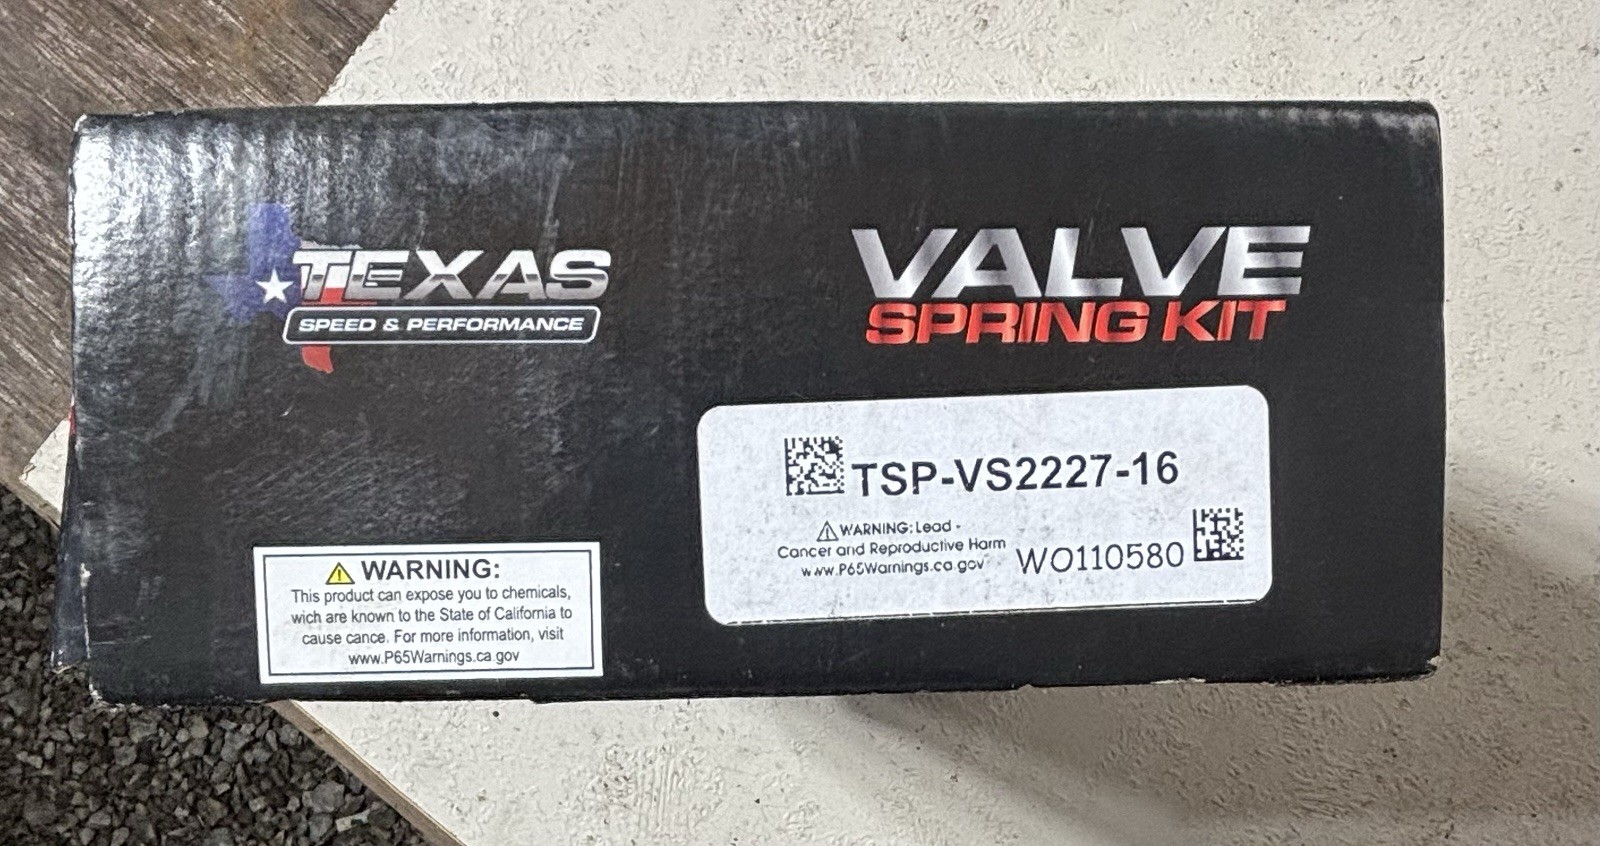 TEXAS
SPEED & PERFORMANCE
VALVE
SPRING KIT
TSP-VS2227-16
WARNING: Lead -
Cancer and Reproductive Harm
www.P65Warnings.ca.gov
WO110580
WARNING:
This product can expose you to chemicals,
wich are known to the State of California to
cause cance. For more information, visit
www.P65Warnings.ca.gov